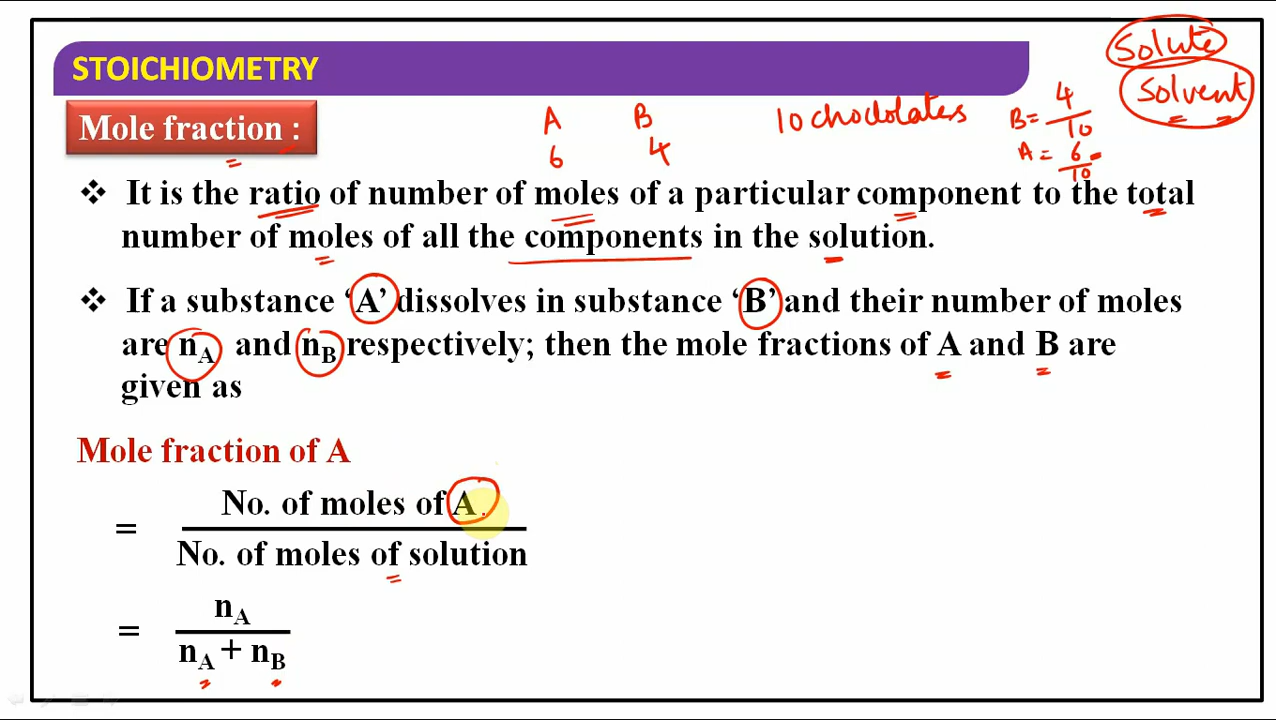 Solute
STOICHIOMETRY
Solvent
Mole fraction :
A B 10 choclolates B = 4/10
6 4 A = 6/10
❖ It is the ratio of number of moles of a particular component to the total
number of moles of all the components in the solution.
❖ If a substance ‘A’ dissolves in substance ‘B’ and their number of moles
are nA and nB respectively; then the mole fractions of A and B are
given as
Mole fraction of A
= No. of moles of A
No. of moles of solution
= nA
nA + nB